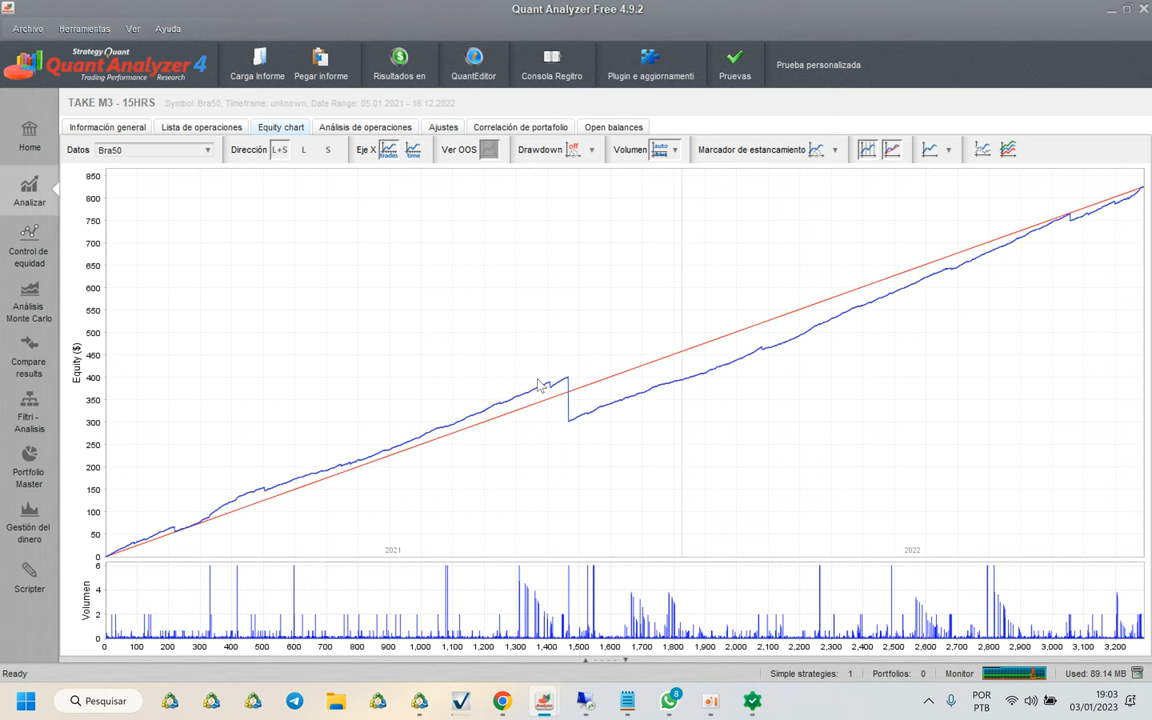 Quant Analyzer Free 4.9.2
Archivo Herramientas Ver Ayuda
StrategyQuant
QuantAnalyzer 4
Trading Performance Research
Carga Informe
Pegar informe
Risultados en
QuantEditor
Consola Regitro
Plugin e aggiornamenti
Pruevas
Prueba personalizada
TAKE M3 - 15HRS Symbol: Bra50, Timeframe: unknown, Date Range: 05.01.2021 - 16.12.2022
Información general Lista de operaciones Equity chart Análisis de operaciones Ajustes Correlación de portafolio Open balances
Datos Bra50 Dirección L+S L S Eje X trades time Ver OOS Drawdown off Volumen auto Marcador de estancamiento
Home
Analizar
Control de
equidad
Análisis
Monte Carlo
Compare
results
Filtri -
Analisis
Portfolio
Master
Gestión del
dinero
Scripter
Equity ($)
850
800
750
700
650
600
550
500
450
400
350
300
250
200
150
100
50
0
2021 2022
Volumen
6
4
2
0
0 100 200 300 400 500 600 700 800 900 1,000 1,100 1,200 1,300 1,400 1,500 1,600 1,700 1,800 1,900 2,000 2,100 2,200 2,300 2,400 2,500 2,600 2,700 2,800 2,900 3,000 3,100 3,200
Ready Simple strategies: 1 Portfolios: 0 Monitor Used: 89.14 MB
Pesquisar
8
POR
PTB
19:03
03/01/2023